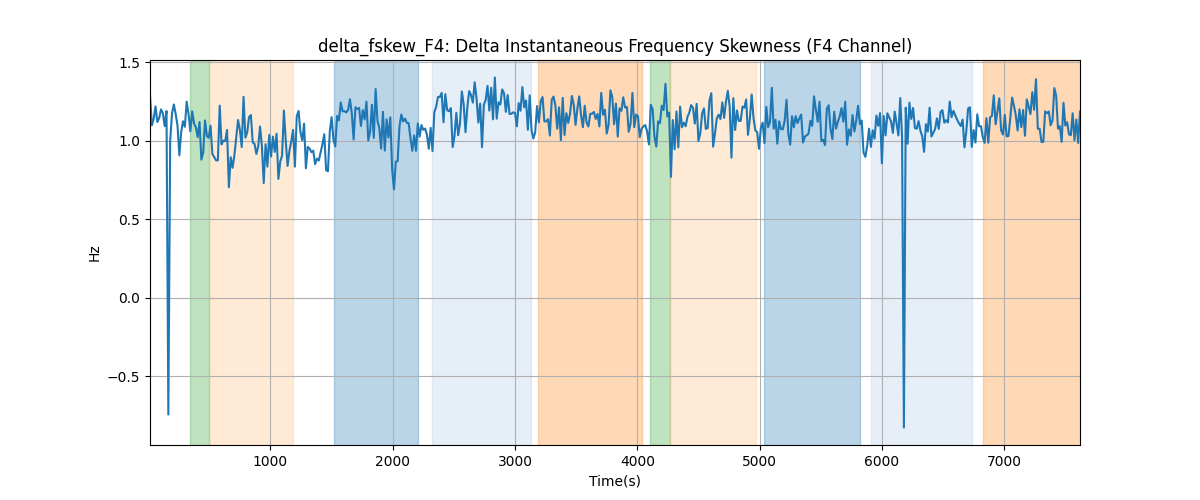 delta_fskew_F4: Delta Instantaneous Frequency Skewness (F4 Channel)
1.5
1.0
0.5
0.0
−0.5
Hz
1000 2000 3000 4000 5000 6000 7000
Time(s)